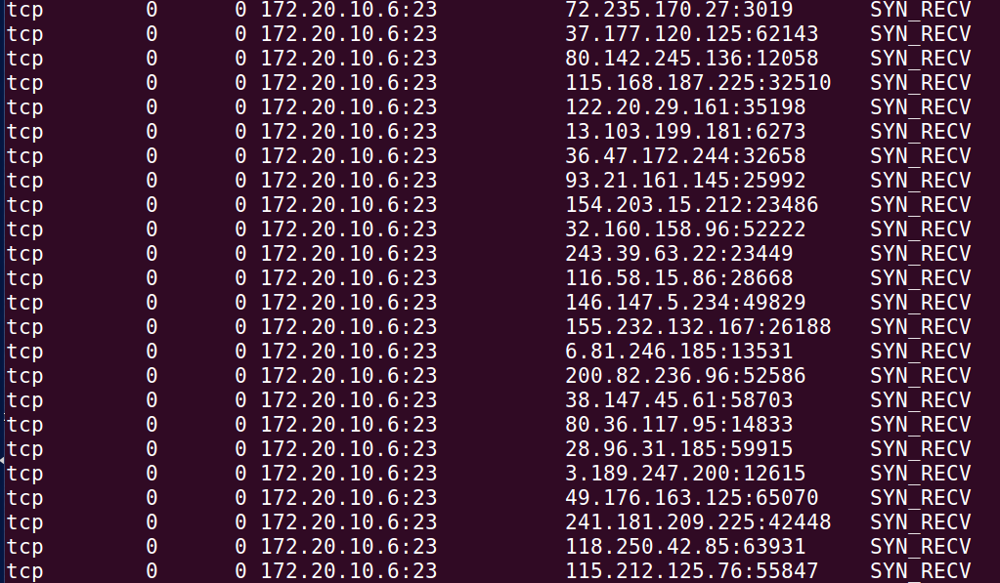 tcp 0 0 172.20.10.6:23 72.235.170.27:3019 SYN_RECV
tcp 0 0 172.20.10.6:23 37.177.120.125:62143 SYN_RECV
tcp 0 0 172.20.10.6:23 80.142.245.136:12058 SYN_RECV
tcp 0 0 172.20.10.6:23 115.168.187.225:32510 SYN_RECV
tcp 0 0 172.20.10.6:23 122.20.29.161:35198 SYN_RECV
tcp 0 0 172.20.10.6:23 13.103.199.181:6273 SYN_RECV
tcp 0 0 172.20.10.6:23 36.47.172.244:32658 SYN_RECV
tcp 0 0 172.20.10.6:23 93.21.161.145:25992 SYN_RECV
tcp 0 0 172.20.10.6:23 154.203.15.212:23486 SYN_RECV
tcp 0 0 172.20.10.6:23 32.160.158.96:52222 SYN_RECV
tcp 0 0 172.20.10.6:23 243.39.63.22:23449 SYN_RECV
tcp 0 0 172.20.10.6:23 116.58.15.86:28668 SYN_RECV
tcp 0 0 172.20.10.6:23 146.147.5.234:49829 SYN_RECV
tcp 0 0 172.20.10.6:23 155.232.132.167:26188 SYN_RECV
tcp 0 0 172.20.10.6:23 6.81.246.185:13531 SYN_RECV
tcp 0 0 172.20.10.6:23 200.82.236.96:52586 SYN_RECV
tcp 0 0 172.20.10.6:23 38.147.45.61:58703 SYN_RECV
tcp 0 0 172.20.10.6:23 80.36.117.95:14833 SYN_RECV
tcp 0 0 172.20.10.6:23 28.96.31.185:59915 SYN_RECV
tcp 0 0 172.20.10.6:23 3.189.247.200:12615 SYN_RECV
tcp 0 0 172.20.10.6:23 49.176.163.125:65070 SYN_RECV
tcp 0 0 172.20.10.6:23 241.181.209.225:42448 SYN_RECV
tcp 0 0 172.20.10.6:23 118.250.42.85:63931 SYN_RECV
tcp 0 0 172.20.10.6:23 115.212.125.76:55847 SYN_RECV